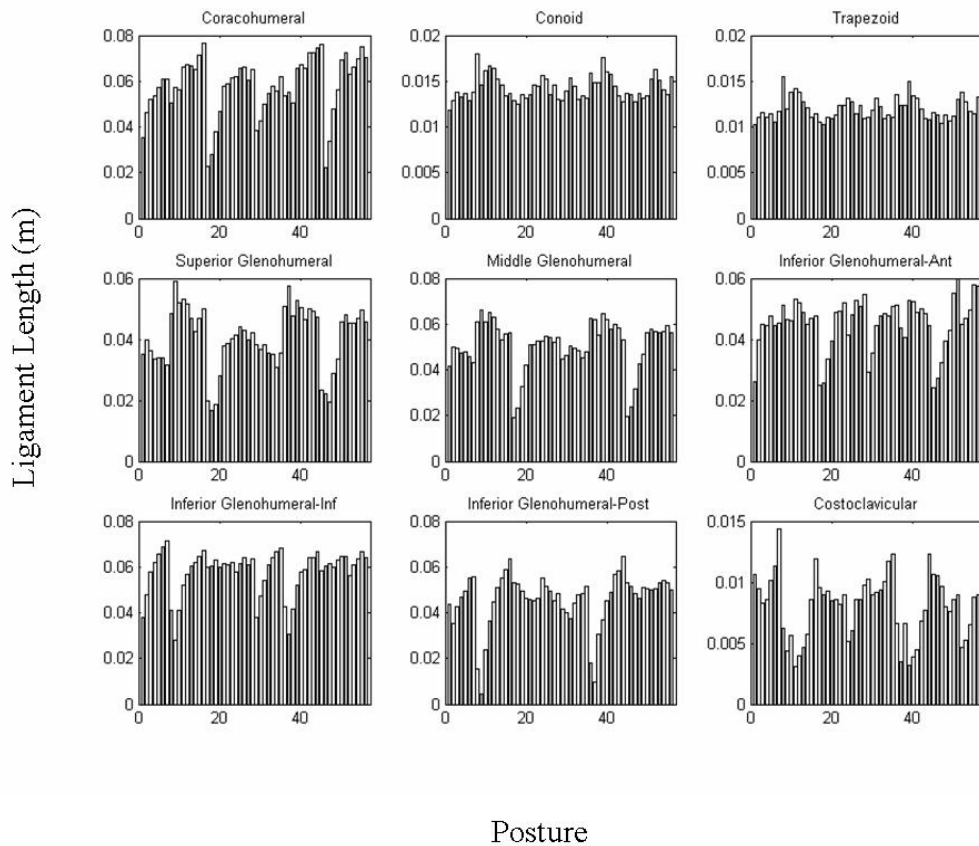 Coracohumeral
Conoid
Trapezoid
0.08
0.06
0.04
0.02
0
0 20 40
0.02
0.015
0.01
0.005
0
0 20 40
0.02
0.015
0.01
0.005
0
0 20 40
Ligament Length (m)
Superior Glenohumeral
Middle Glenohumeral
Inferior Glenohumeral-Ant
0.06
0.04
0.02
0
0 20 40
0.08
0.06
0.04
0.02
0
0 20 40
0.06
0.04
0.02
0
0 20 40
Inferior Glenohumeral-Inf
Inferior Glenohumeral-Post
Costoclavicular
0.08
0.06
0.04
0.02
0
0 20 40
0.08
0.06
0.04
0.02
0
0 20 40
0.015
0.01
0.005
0
0 20 40
Posture